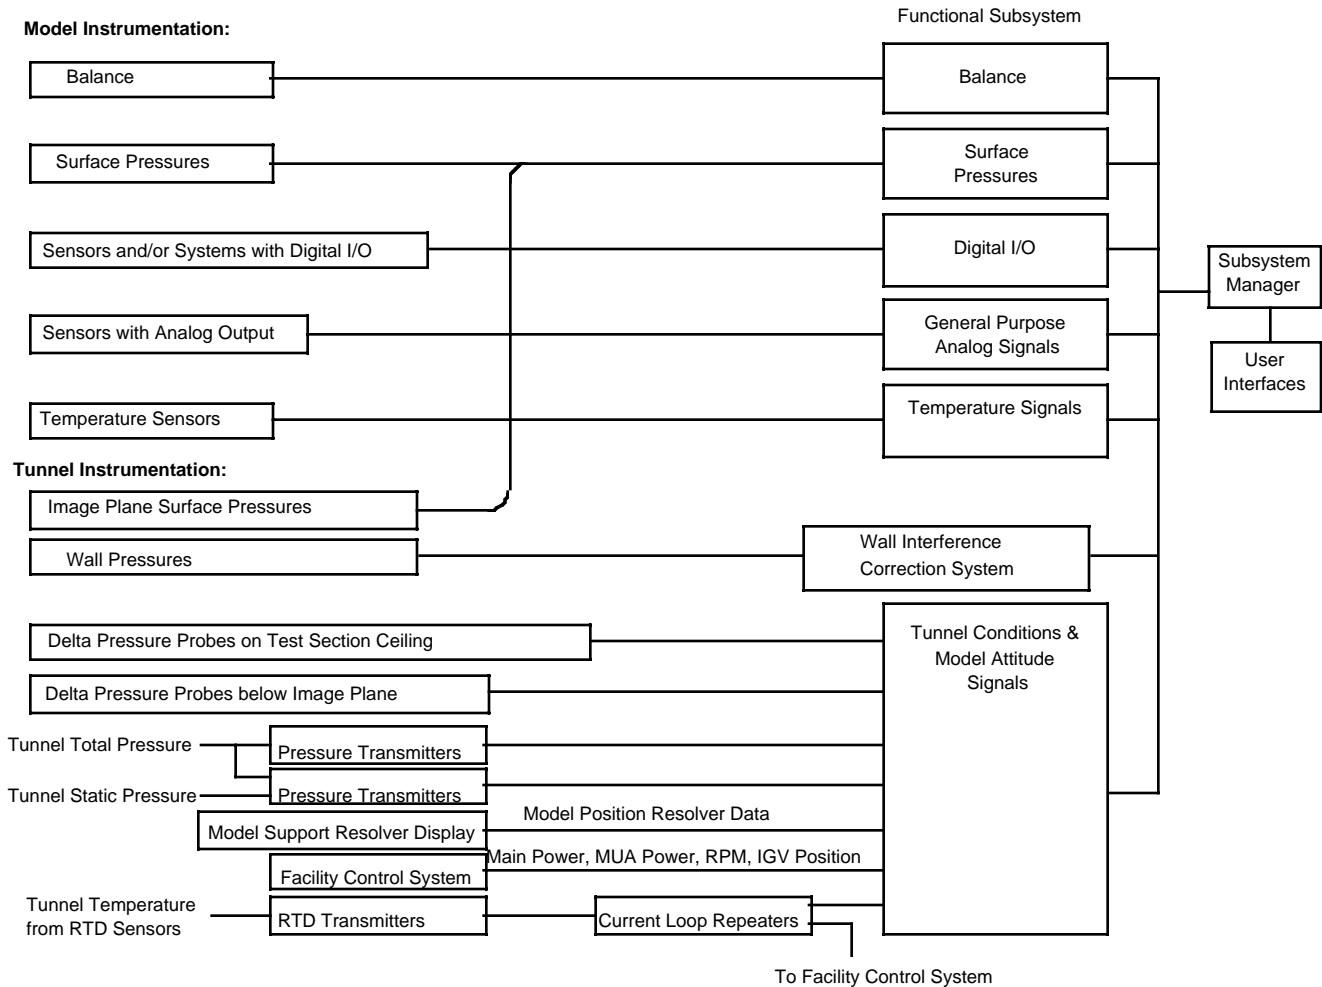 Functional Subsystem
Model Instrumentation:
Balance
Balance
Surface Pressures
Surface
Pressures
Sensors and/or Systems with Digital I/O
Digital I/O
Subsystem
Manager
Sensors with Analog Output
General Purpose
Analog Signals
User
Interfaces
Temperature Sensors
Temperature Signals
Tunnel Instrumentation:
Image Plane Surface Pressures
Wall Pressures
Wall Interference
Correction System
Delta Pressure Probes on Test Section Ceiling
Tunnel Conditions &
Model Attitude
Signals
Delta Pressure Probes below Image Plane
Tunnel Total Pressure
Pressure Transmitters
Tunnel Static Pressure
Pressure Transmitters
Model Support Resolver Display
Model Position Resolver Data
Facility Control System
Main Power, MUA Power, RPM, IGV Position
Tunnel Temperature
from RTD Sensors
RTD Transmitters
Current Loop Repeaters
To Facility Control System